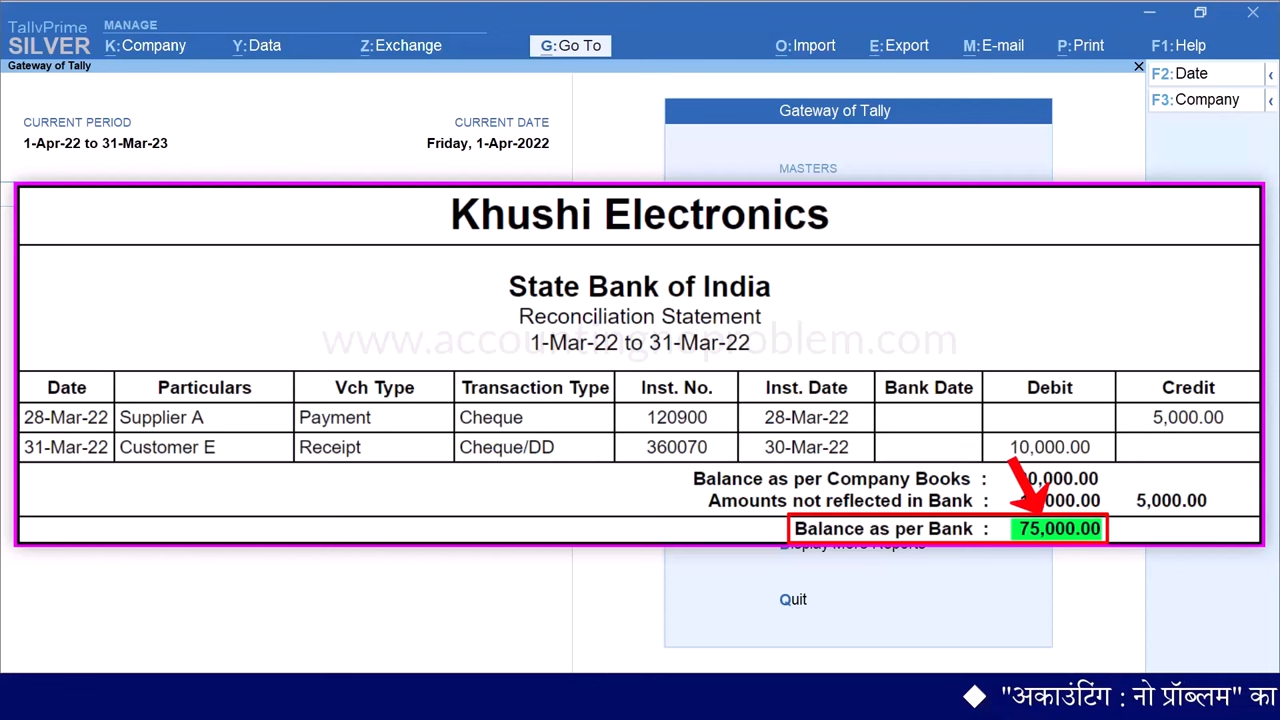 TallyPrime
MANAGE
SILVER
K:Company
Y:Data
Z:Exchange
G:Go To
O:Import
E:Export
M:E-mail
P:Print
F1:Help
Gateway of Tally
F2:Date
F3:Company
CURRENT PERIOD
CURRENT DATE
1-Apr-22 to 31-Mar-23
Friday, 1-Apr-2022
Gateway of Tally
MASTERS
Khushi Electronics
State Bank of India
Reconciliation Statement
www.accountingnoproblem.com
1-Mar-22 to 31-Mar-22
Date Particulars Vch Type Transaction Type Inst. No. Inst. Date Bank Date Debit Credit
28-Mar-22 Supplier A Payment Cheque 120900 28-Mar-22 5,000.00
31-Mar-22 Customer E Receipt Cheque/DD 360070 30-Mar-22 10,000.00
Balance as per Company Books :
Amounts not reflected in Bank : 5,000.00
Balance as per Bank : 75,000.00
Display More Reports
Quit
"अकाउंटिंग : नो प्रॉब्लम" का